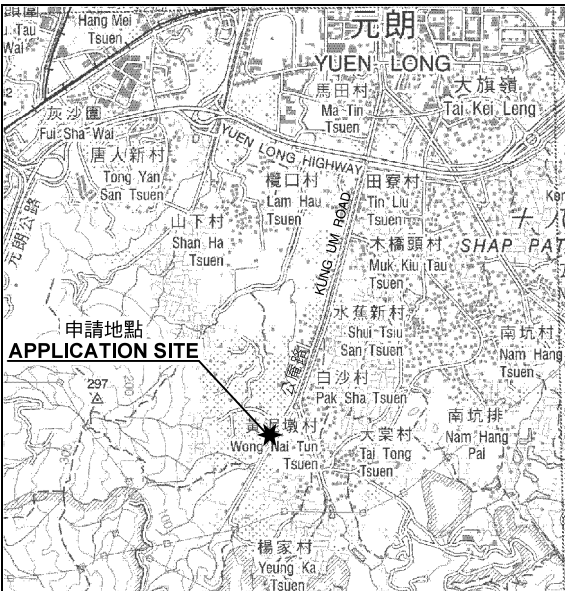 Hang Mei
Tsuen
Tau
Wai
元朗
YUEN LONG
馬田村
Ma Tin
Tsuen
大旗嶺
Tai Kei Leng
灰沙圍
Fui Sha Wai
唐人新村
Tong Yan
San Tsuen
YUEN LONG HIGHWAY
欖口村
Lam Hau
Tsuen
田寮村
Tin Liu
Tsuen
元朗公路
山下村
Shan Ha
Tsuen
KUNG UM ROAD
十八
SHAP PAT
木橋頭村
Muk Kiu Tau
Tsuen
水蕉新村
Shui Tsiu
San Tsuen
南坑村
Nam Hang
Tsuen
申請地點
APPLICATION SITE
公庵路
白沙村
Pak Sha Tsuen
297
200
南坑排
Nam Hang
Pai
黃泥墩村
Wong Nai Tun
Tsuen
大棠村
Tai Tong
Tsuen
楊家村
Yeung Ka
Tsuen